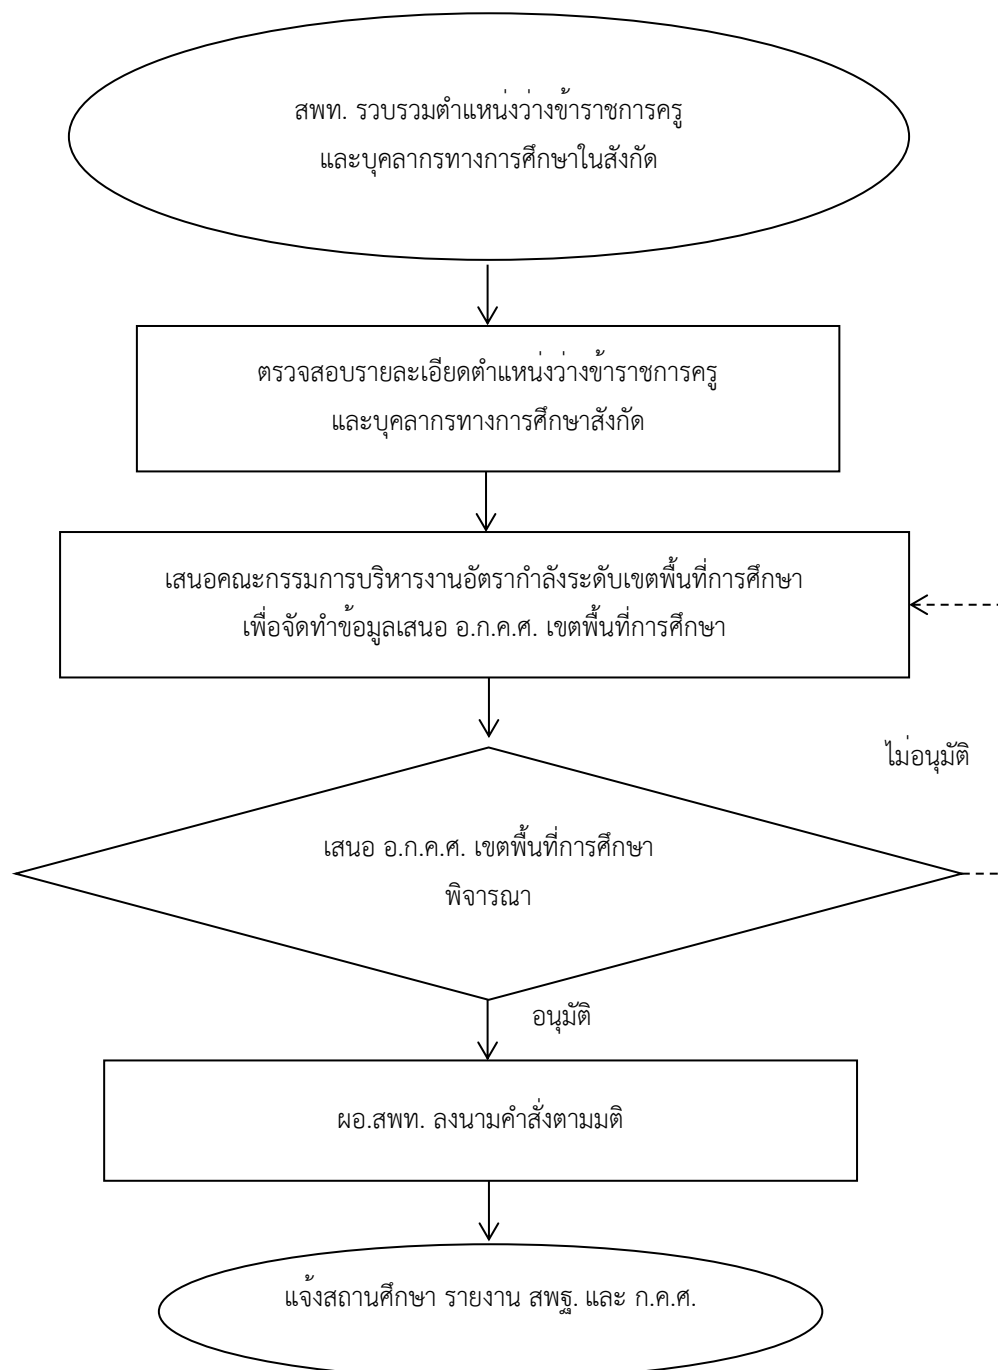 สพท. รวบรวมตำแหน่งว่างข้าราชการครู
และบุคลากรทางการศึกษาในสังกัด
ตรวจสอบรายละเอียดตำแหน่งว่างข้าราชการครู
และบุคลากรทางการศึกษาสังกัด
เสนอคณะกรรมการบริหารงานอัตรากำลังระดับเขตพื้นที่การศึกษา
เพื่อจัดทำข้อมูลเสนอ อ.ก.ค.ศ. เขตพื้นที่การศึกษา
ไม่อนุมัติ
เสนอ อ.ก.ค.ศ. เขตพื้นที่การศึกษา
พิจารณา
อนุมัติ
ผอ.สพท. ลงนามคำสั่งตามมติ
แจ้งสถานศึกษา รายงาน สพฐ. และ ก.ค.ศ.